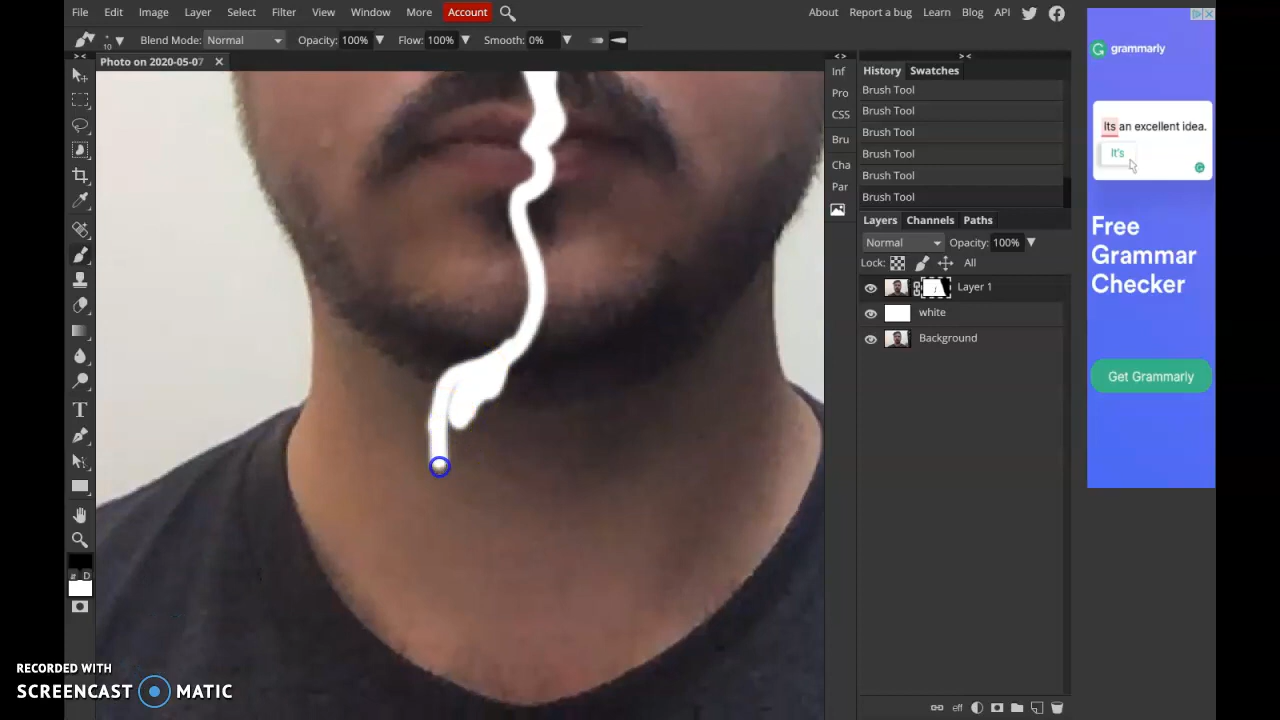 File Edit Image Layer Select Filter View Window More Account About Report a bug Learn Blog API
10 Blend Mode: Normal Opacity: 100% Flow: 100% Smooth: 0%
Photo on 2020-05-07
Inf
Pro
CSS
Bru
Cha
Par
History Swatches
Brush Tool
Brush Tool
Brush Tool
Brush Tool
Brush Tool
Brush Tool
Layers Channels Paths
Normal Opacity: 100%
Lock: All
Layer 1
white
Background
T
D
eff
grammarly
Its an excellent idea.
It's
Free
Grammar
Checker
Get Grammarly
RECORDED WITH
SCREENCAST MATIC